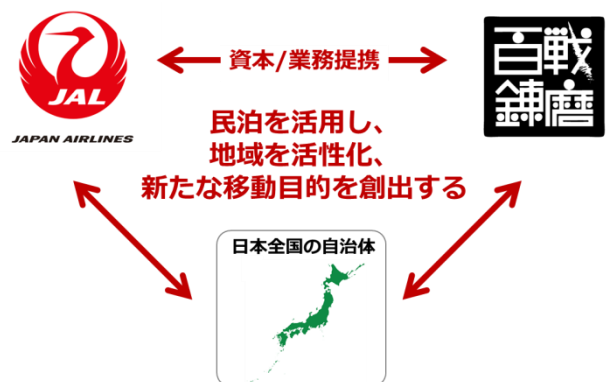 JAL
JAPAN AIRLINES
資本/業務提携
百戦
錬磨
民泊を活用し、
地域を活性化、
新たな移動目的を創出する
日本全国の自治体